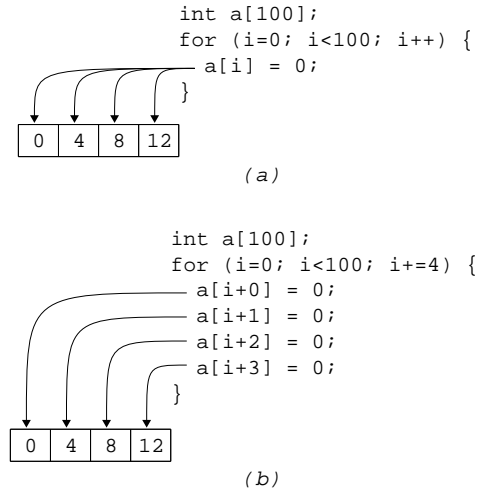 int a[100];
for (i=0; i<100; i++) {
a[i] = 0;
}
0 4 8 12
(a)
int a[100];
for (i=0; i<100; i+=4) {
a[i+0] = 0;
a[i+1] = 0;
a[i+2] = 0;
a[i+3] = 0;
}
0 4 8 12
(b)